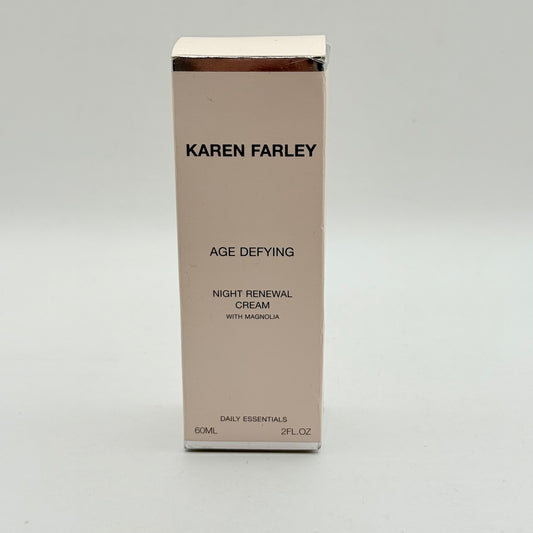 KAREN FARLEY
AGE DEFYING
NIGHT RENEWAL
CREAM
WITH MAGNOLIA
DAILY ESSENTIALS
60ML 2FL.OZ